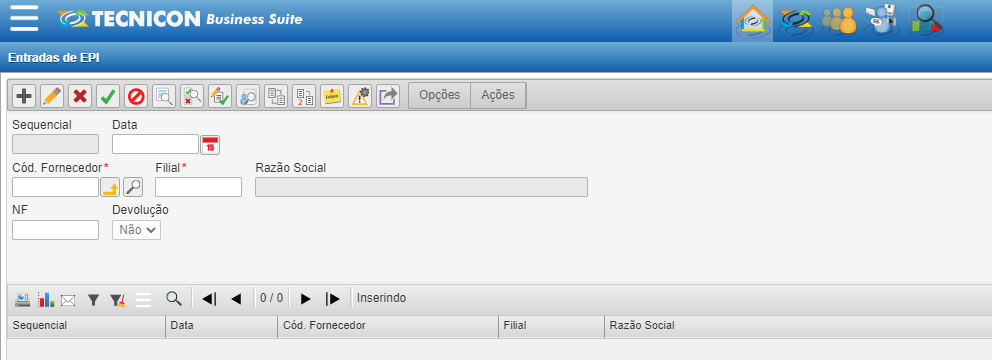 TECNICON Business Suite
Entradas de EPI
Opções Ações
Sequencial Data
15
Cód. Fornecedor* Filial* Razão Social
NF Devolução
Não
0 / 0 Inserindo
Sequencial Data Cód. Fornecedor Filial Razão Social